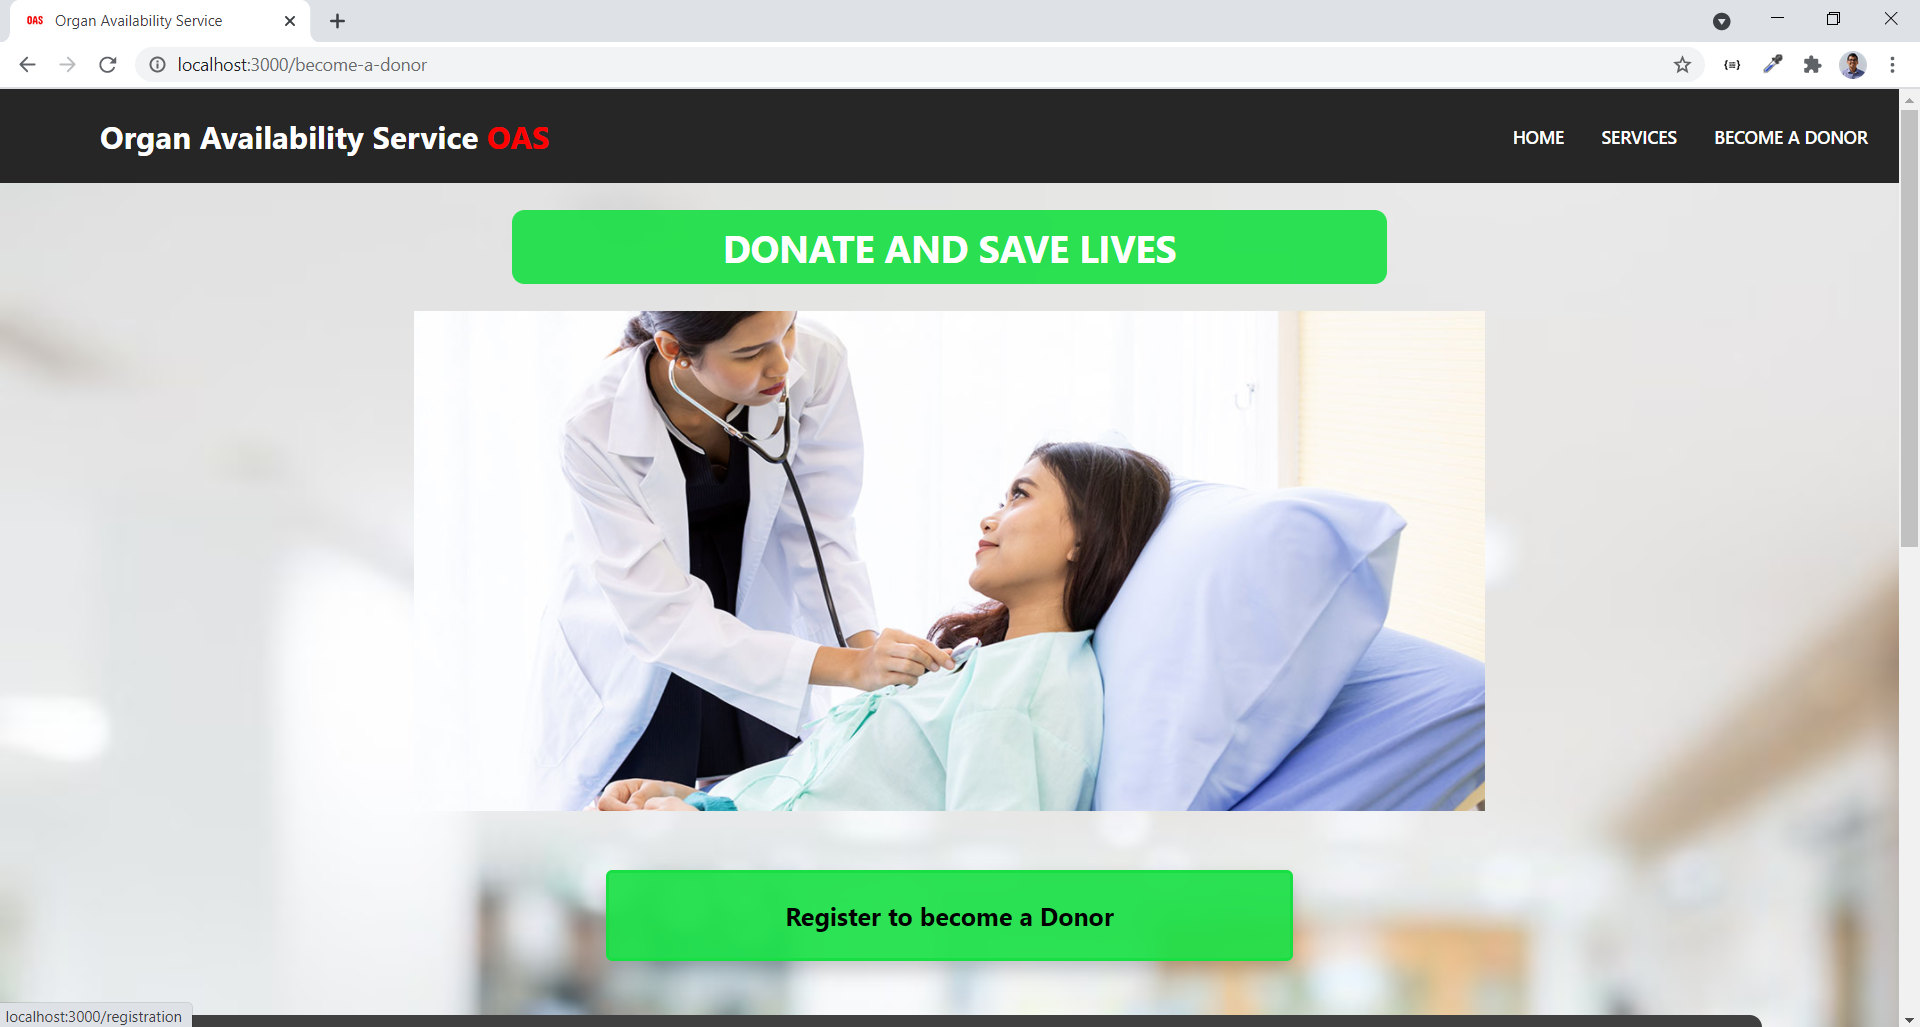 OAS Organ Availability Service
localhost:3000/become-a-donor
Organ Availability Service OAS
HOME SERVICES BECOME A DONOR
DONATE AND SAVE LIVES
Register to become a Donor
localhost:3000/registration